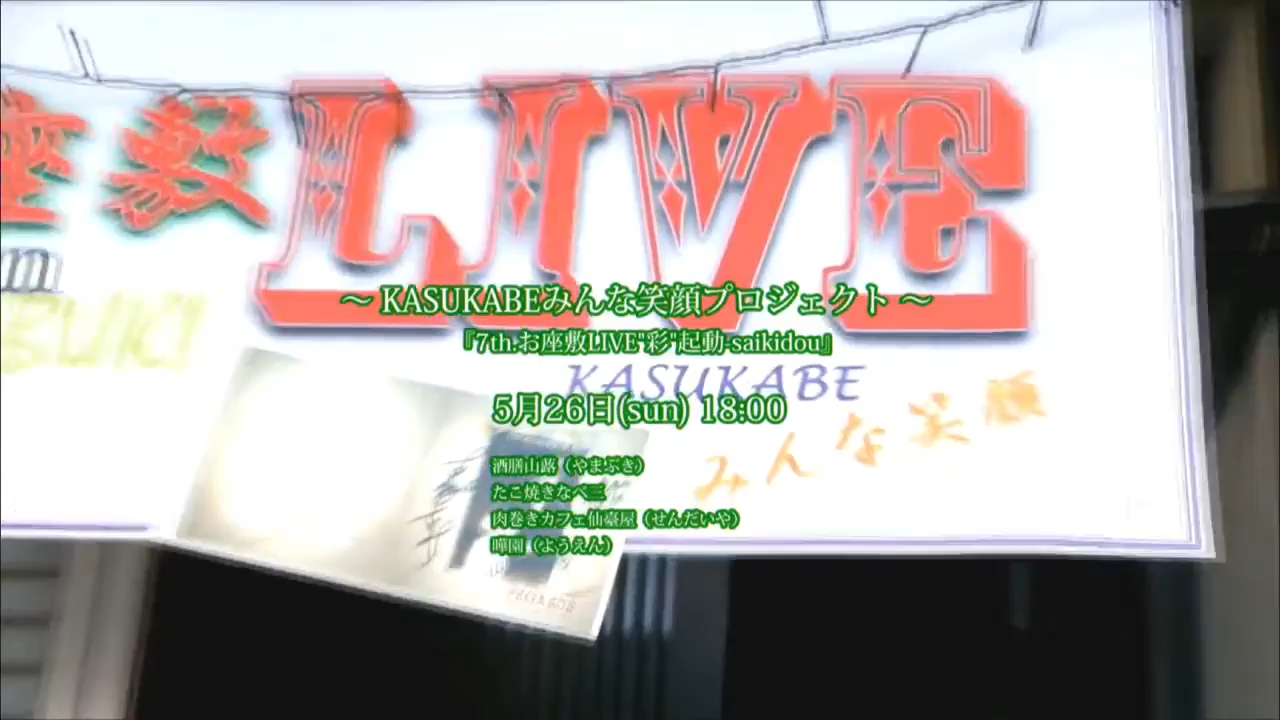 座敷 LIVE
～ KASUKABEみんな笑顔プロジェクト ～
『7th.お座敷LIVE"彩"起動-saikidou』
KASUKABE
5月26日(sun) 18:00
みんな笑顔
酒膳山蕗（やまぶき）
たこ焼きなべ三
肉巻きカフェ仙臺屋（せんだいや）
曄園（ようえん）